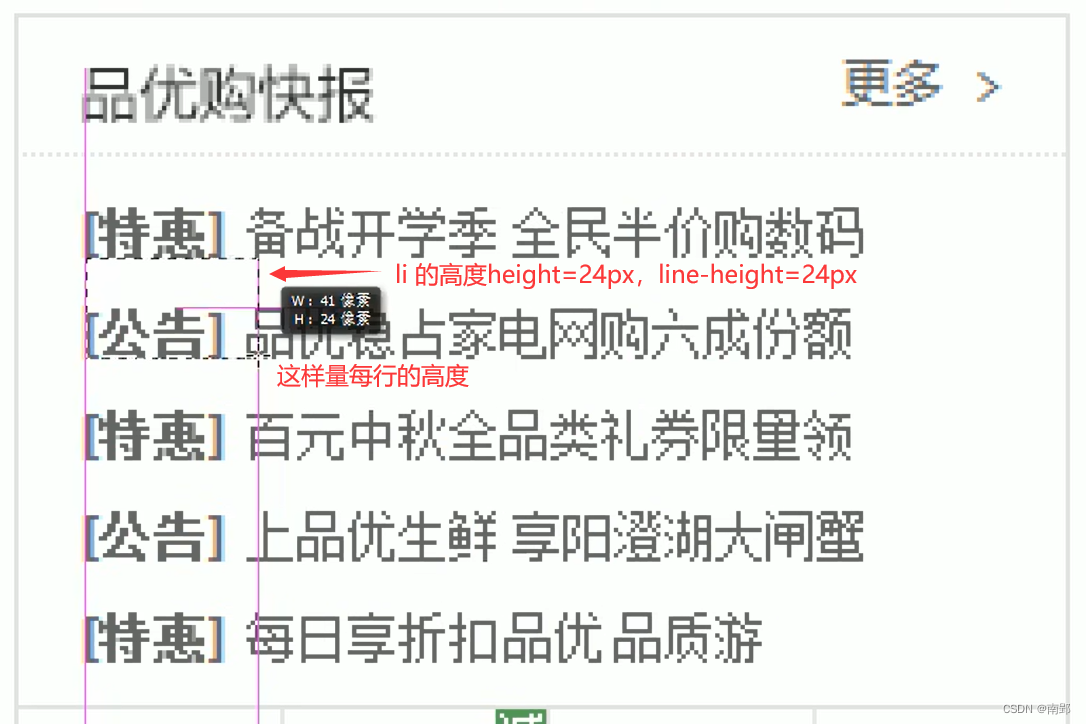 品优购快报
更多 >
[特惠] 备战开学季 全民半价购数码
li 的高度height=24px，line-height=24px
W：41 像素
H：24 像素
[公告] 品优稳占家电网购六成份额
这样量每行的高度
[特惠] 百元中秋全品类礼券限量领
[公告] 上品优生鲜 享阳澄湖大闸蟹
[特惠] 每日享折扣品优品质游
CSDN @南郢